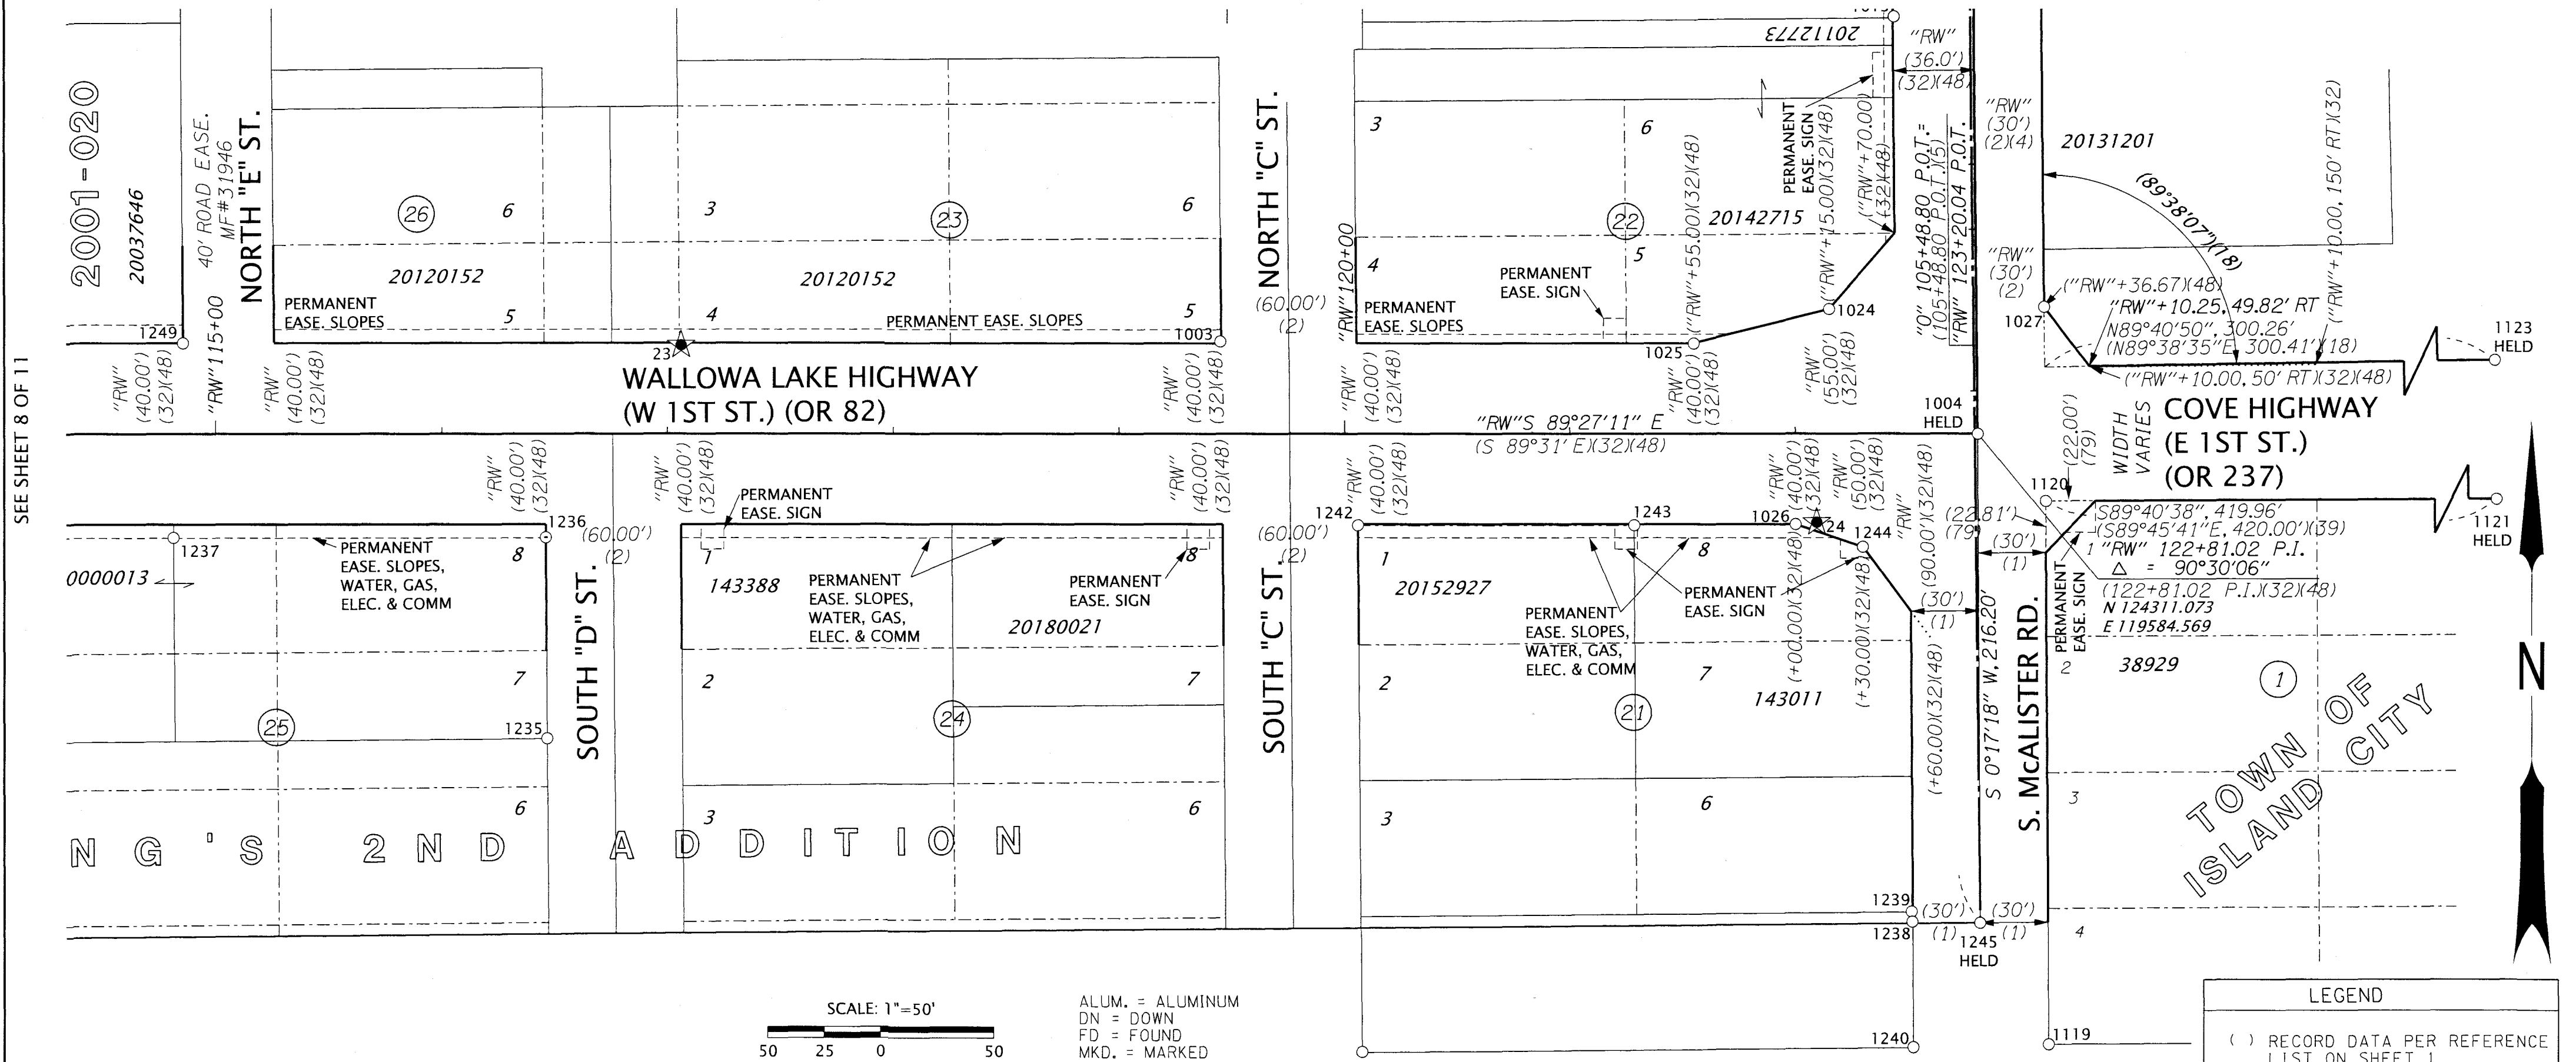 SEE SHEET 8 OF 11
2001-020
20037646
40' ROAD EASE.
MF#31946
NORTH "E" ST.
1249
"RW"
(40.00')
(32)(48)
"RW"115+00
"RW"
(40.00')
(32)(48)
26
6
5
20120152
PERMANENT
EASE. SLOPES
23
3
4
23
6
5
20120152
PERMANENT EASE. SLOPES
1003
"RW"
(40.00')
(32)(48)
WALLOWA LAKE HIGHWAY
(W 1ST ST.) (OR 82)
NORTH "C" ST.
(60.00')
(2)
"RW"120+00
"RW"
(40.00')
(32)(48)
3
4
PERMANENT
EASE. SLOPES
22
6
5
20142715
20112773
PERMANENT
EASE. SIGN
("RW"+55.00)(32)(48)
1025
"RW"
(40.00')
(32)(48)
PERMANENT
EASE. SIGN
("RW"+15.00)(32)(48)
("RW"+70.00)
(32)(48)
1024
"RW"
(55.00')
(32)(48)
"RW"
(36.0')
(32)(48)
"O" 105+48.80 P.O.T.=
(105+48.80 P.O.T.)(5)
"RW" 123+20.04 P.O.T.
"RW"
(30')
(2)(4)
20131201
(89°38'07")(18)
("RW"+10.00, 150' RT)(32)
"RW"
(30')
(2)
("RW"+36.67)(48)
1027
"RW"+10.25, 49.82' RT
N89°40'50", 300.26'
(N89°38'35"E, 300.41')(18)
("RW"+10.00, 50' RT)(32)(48)
1123
HELD
"RW"S 89°27'11" E
(S 89°31' E)(32)(48)
1004
HELD
(22.00')
(79)
WIDTH
VARIES
COVE HIGHWAY
(E 1ST ST.)
(OR 237)
1120
1121
HELD
S89°40'38", 419.96'
(S89°45'41"E, 420.00')(39)
1
"RW" 122+81.02 P.I.
△ = 90°30'06"
(122+81.02 P.I.)(32)(48)
N 124311.073
E 119584.569
(22.81')
(79)
(30')
(1)
PERMANENT
EASE. SIGN
2
38929
1
3
4
TOWN OF
ISLAND CITY
1237
0000013
PERMANENT
EASE. SLOPES,
WATER, GAS,
ELEC. & COMM
"RW"
(40.00')
(32)(48)
1236
8
7
1235
6
25
(60.00')
(2)
SOUTH "D" ST.
"RW"
(40.00')
(32)(48)
PERMANENT
EASE. SIGN
1
143388
PERMANENT
EASE. SLOPES,
WATER, GAS,
ELEC. & COMM
PERMANENT
EASE. SIGN
8
20180021
2
7
24
3
6
"RW"
(40.00')
(32)(48)
NG'S 2ND ADDITION
(60.00')
(2)
SOUTH "C" ST.
1242
"RW"
(40.00')
(32)(48)
1
20152927
1243
PERMANENT
EASE. SLOPES,
WATER, GAS,
ELEC. & COMM
8
PERMANENT
EASE. SIGN
1026
"RW"
(40.00')
(32)(48)
24
1244
"RW"
(50.00')
(32)(48)
(+00.00)(32)(48)
(+30.00)(32)(48)
"RW"
(90.00')(32)(48)
(30')
(1)
(+60.00)(32)(48)
2
7
143011
21
3
6
S 0°17'18" W, 216.20'
S. McALISTER RD.
1239
1238
(30')
(1)
1245
HELD
(30')
(1)
1240
1119
N
SCALE: 1"=50'
50 25 0 50
ALUM. = ALUMINUM
DN = DOWN
FD = FOUND
MKD. = MARKED
LEGEND
( ) RECORD DATA PER REFERENCE
LIST ON SHEET 1